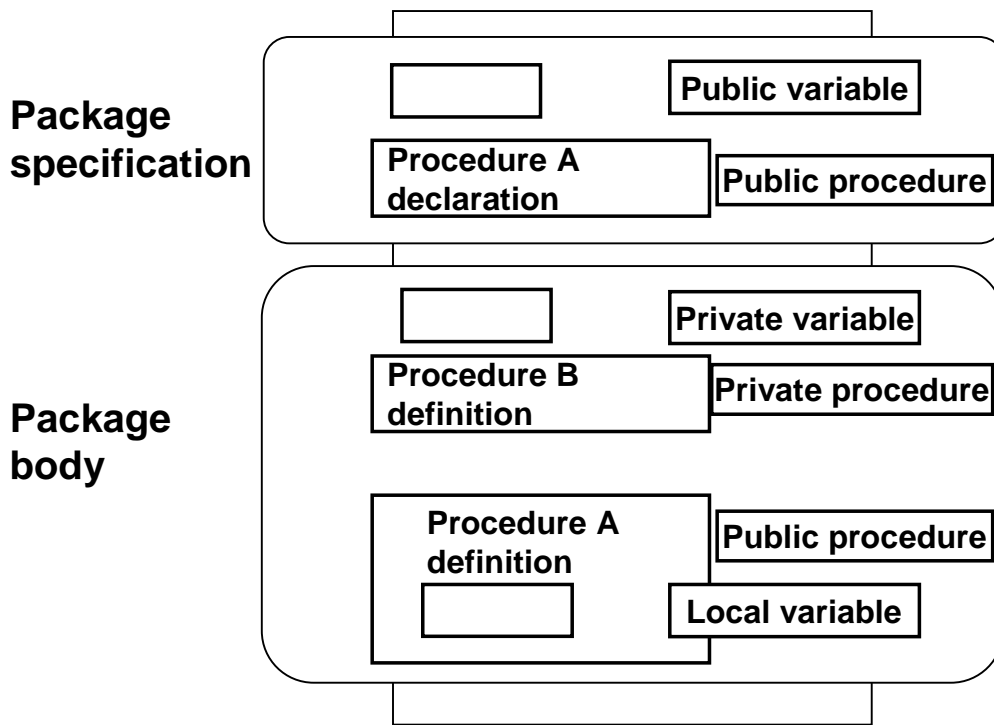 Package
specification
Public variable
Procedure A
declaration
Public procedure
Package
body
Private variable
Procedure B
definition
Private procedure
Procedure A
definition
Public procedure
Local variable